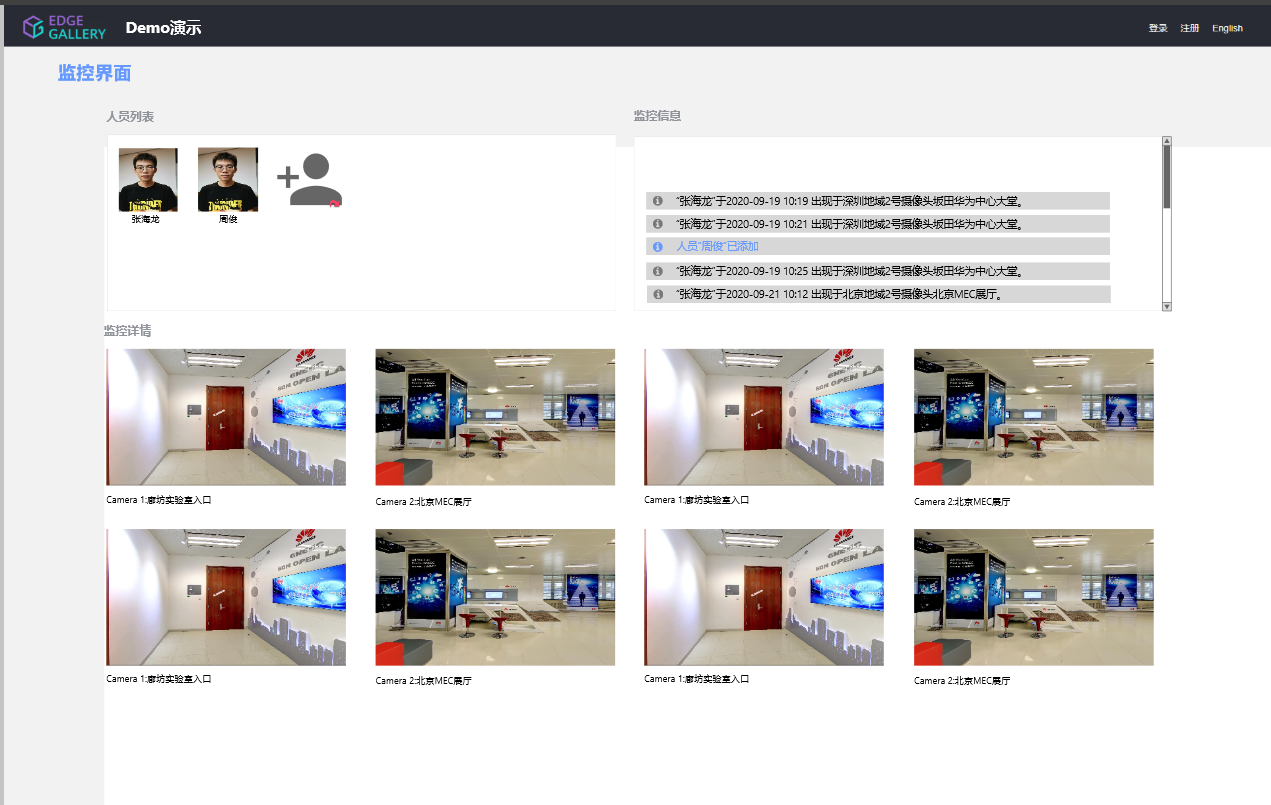 EDGE
GALLERY
Demo演示
登录
注册
English
监控界面
人员列表
监控信息
张海龙
周俊
“张海龙”于2020-09-19 10:19 出现于深圳地域2号摄像头坂田华为中心大堂。
“张海龙”于2020-09-19 10:21 出现于深圳地域2号摄像头坂田华为中心大堂。
人员“周俊”已添加
“张海龙”于2020-09-19 10:25 出现于深圳地域2号摄像头坂田华为中心大堂。
“张海龙”于2020-09-21 10:12 出现于北京地域2号摄像头北京MEC展厅。
监控详情
Camera 1:廊坊实验室入口
Camera 2:北京MEC展厅
Camera 1:廊坊实验室入口
Camera 2:北京MEC展厅
Camera 1:廊坊实验室入口
Camera 2:北京MEC展厅
Camera 1:廊坊实验室入口
Camera 2:北京MEC展厅